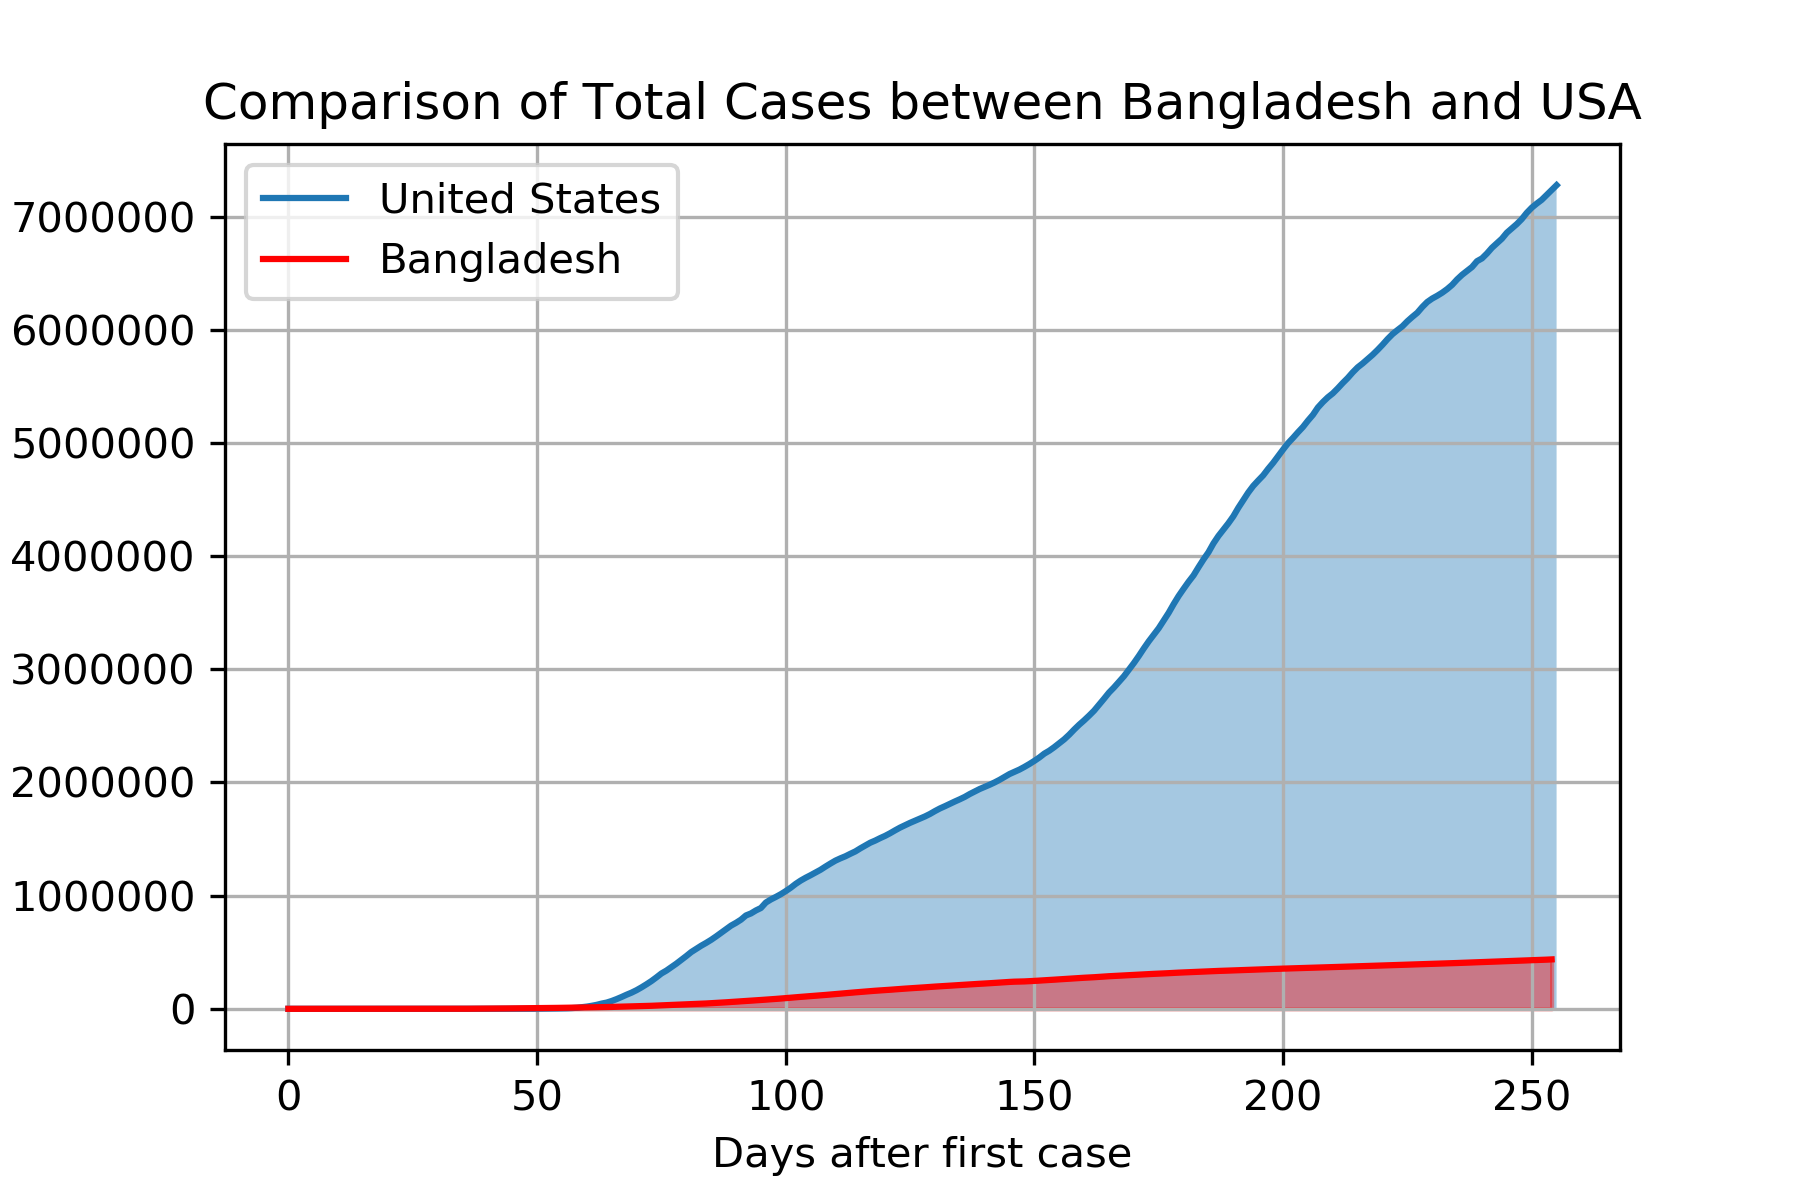 Comparison of Total Cases between Bangladesh and USA
United States
Bangladesh
7000000
6000000
5000000
4000000
3000000
2000000
1000000
0
0 50 100 150 200 250
Days after first case